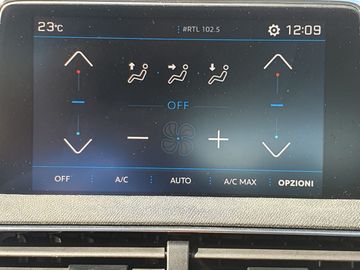 23°C #RTL 102.5 12:09
OFF
OFF A/C AUTO A/C MAX OPZIONI